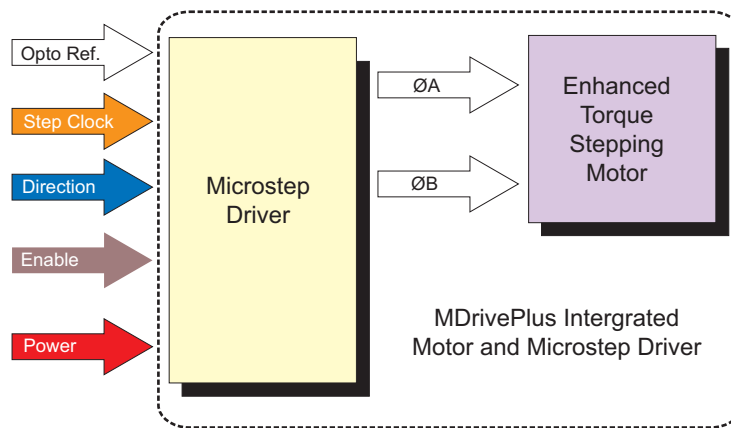 Opto Ref.
Step Clock
Direction
Enable
Power
Microstep
Driver
ØA
ØB
Enhanced
Torque
Stepping
Motor
MDrivePlus Intergrated
Motor and Microstep Driver